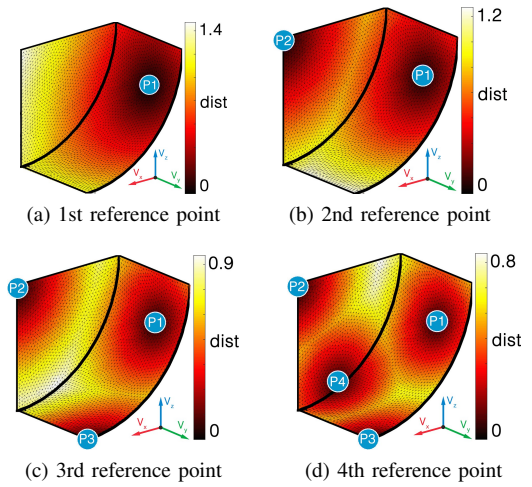 1.4
P1
dist
0
Vz
Vx
Vy
(a) 1st reference point
1.2
P2
P1
dist
0
Vz
Vx
Vy
(b) 2nd reference point
0.9
P2
P1
dist
0
P3
Vz
Vx
Vy
(c) 3rd reference point
0.8
P2
P1
dist
P4
0
P3
Vz
Vx
Vy
(d) 4th reference point